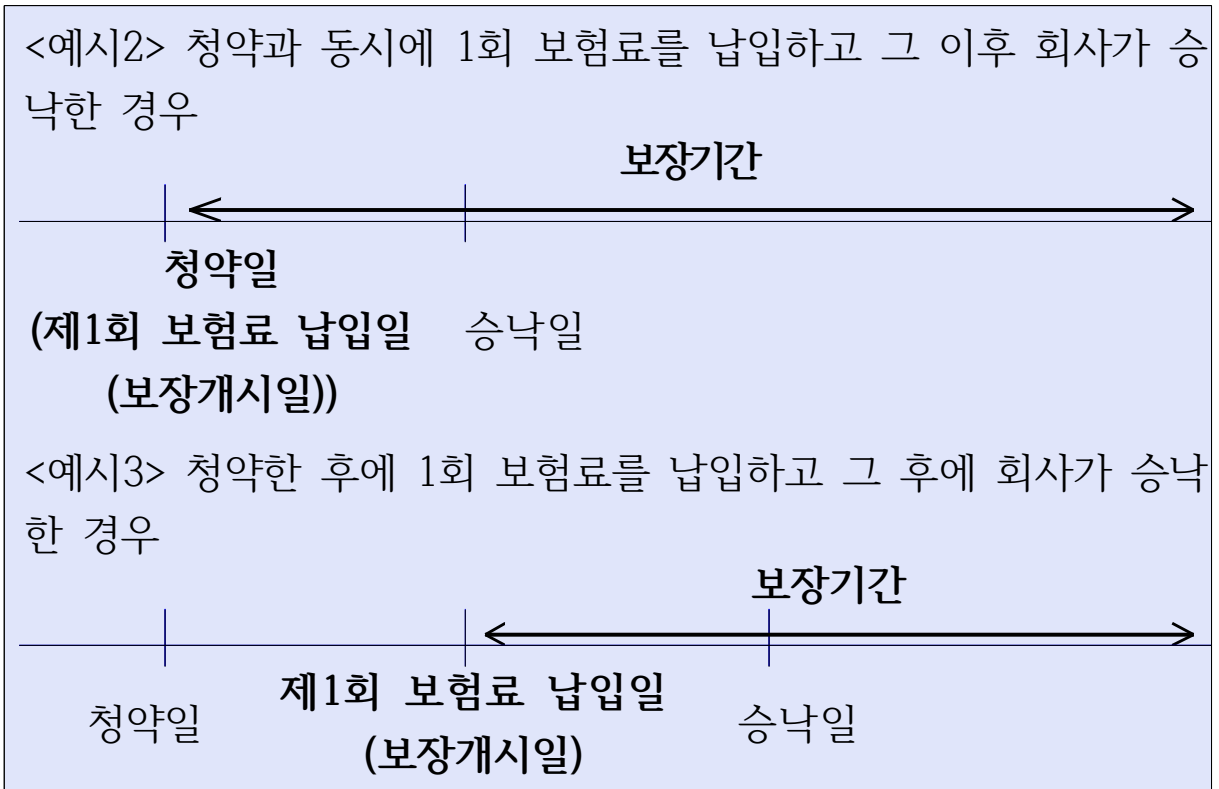 <예시2> 청약과 동시에 1회 보험료를 납입하고 그 이후 회사가 승
낙한 경우
보장기간
청약일
(제1회 보험료 납입일 승낙일
(보장개시일))
<예시3> 청약한 후에 1회 보험료를 납입하고 그 후에 회사가 승낙
한 경우
보장기간
제1회 보험료 납입일
청약일 승낙일
(보장개시일)